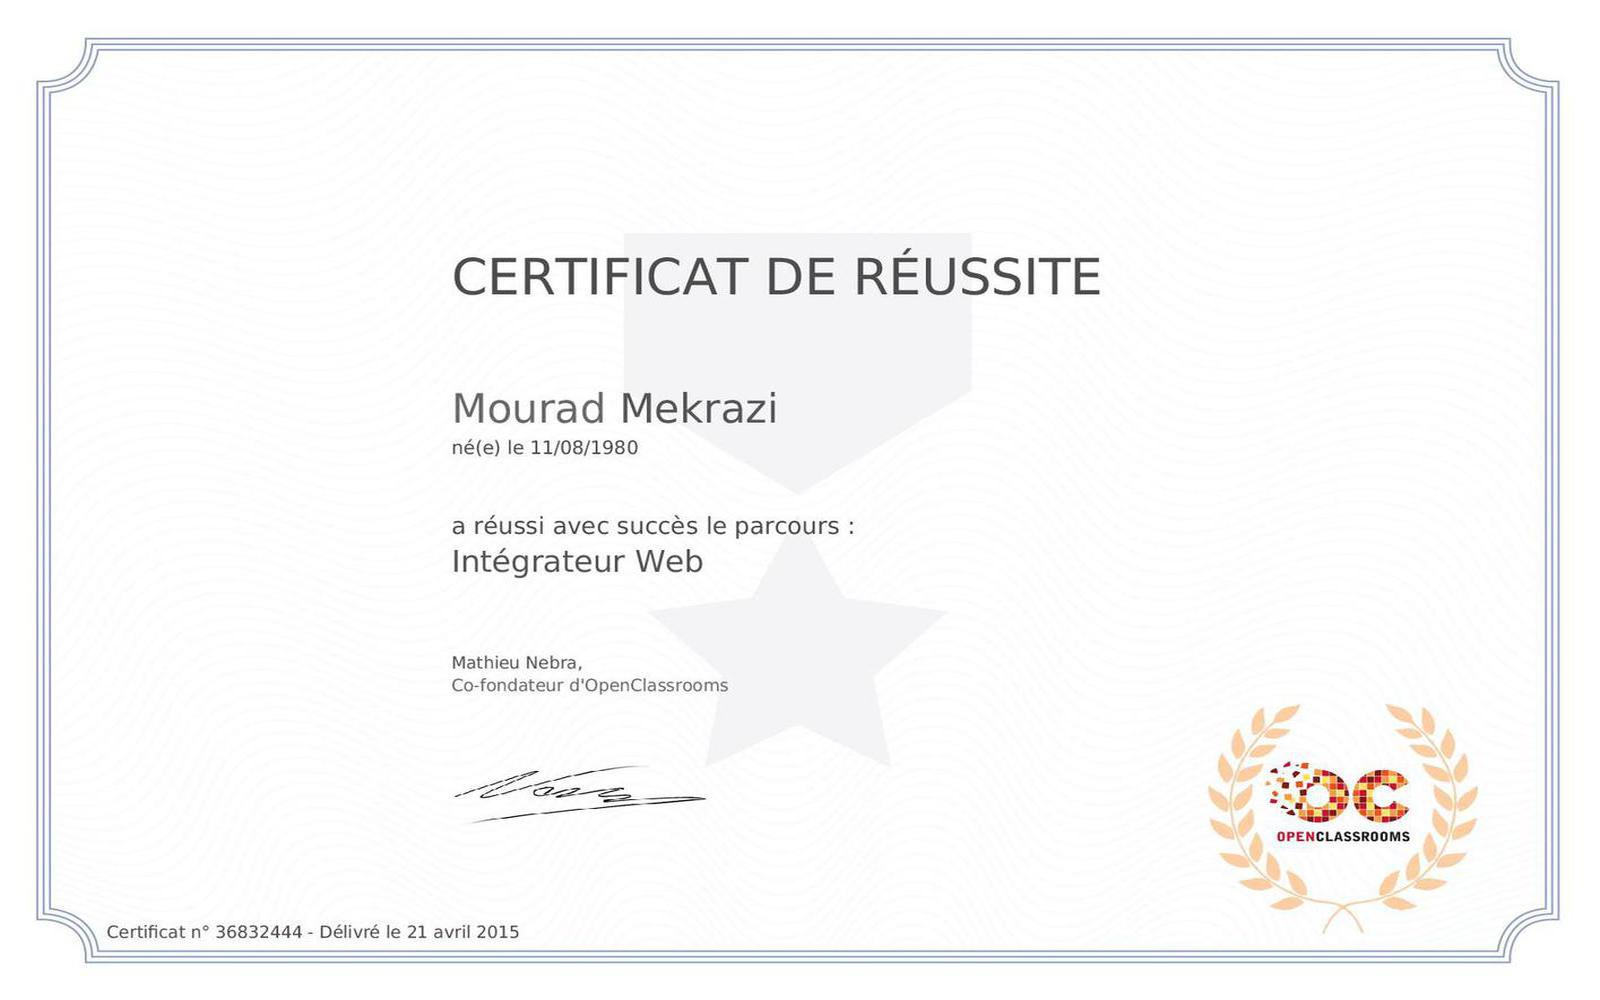 CERTIFICAT DE RÉUSSITE
Mourad Mekrazi
né(e) le 11/08/1980
a réussi avec succès le parcours :
Intégrateur Web
Mathieu Nebra,
Co-fondateur d'OpenClassrooms
OC
OPENCLASSROOMS
Certificat n° 36832444 - Délivré le 21 avril 2015